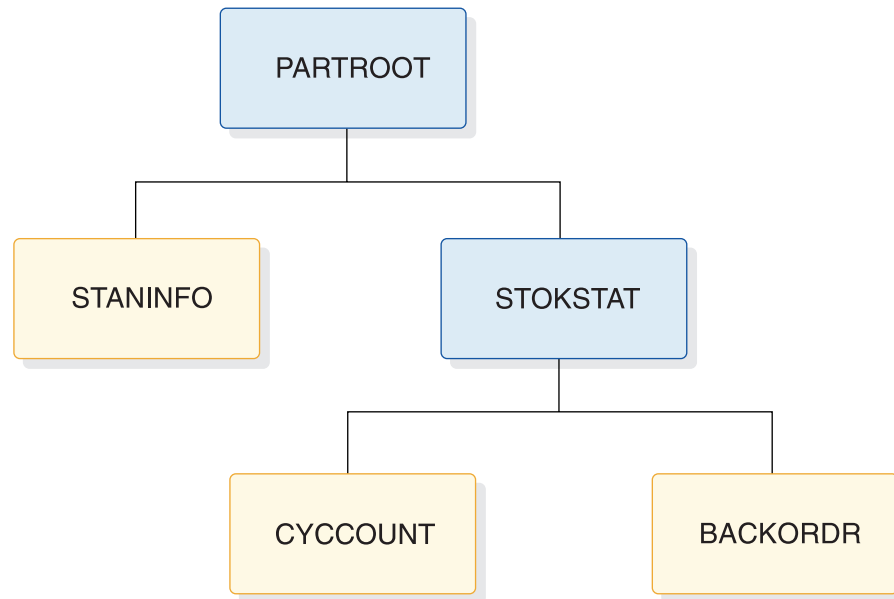 PARTROOT
STANINFO
STOKSTAT
CYCCOUNT
BACKORDR